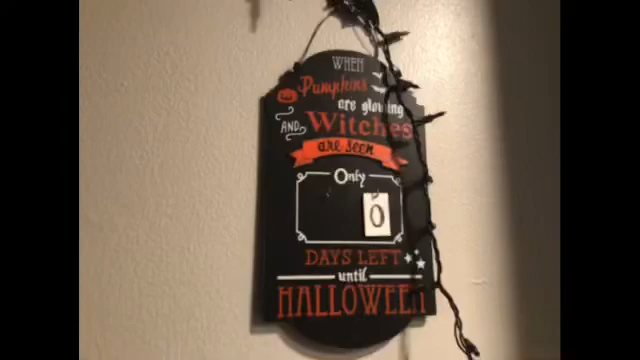 WHEN
Pumpkins
are glowing
AND Witches
are seen
Only
0
DAYS LEFT
until
HALLOWEEN